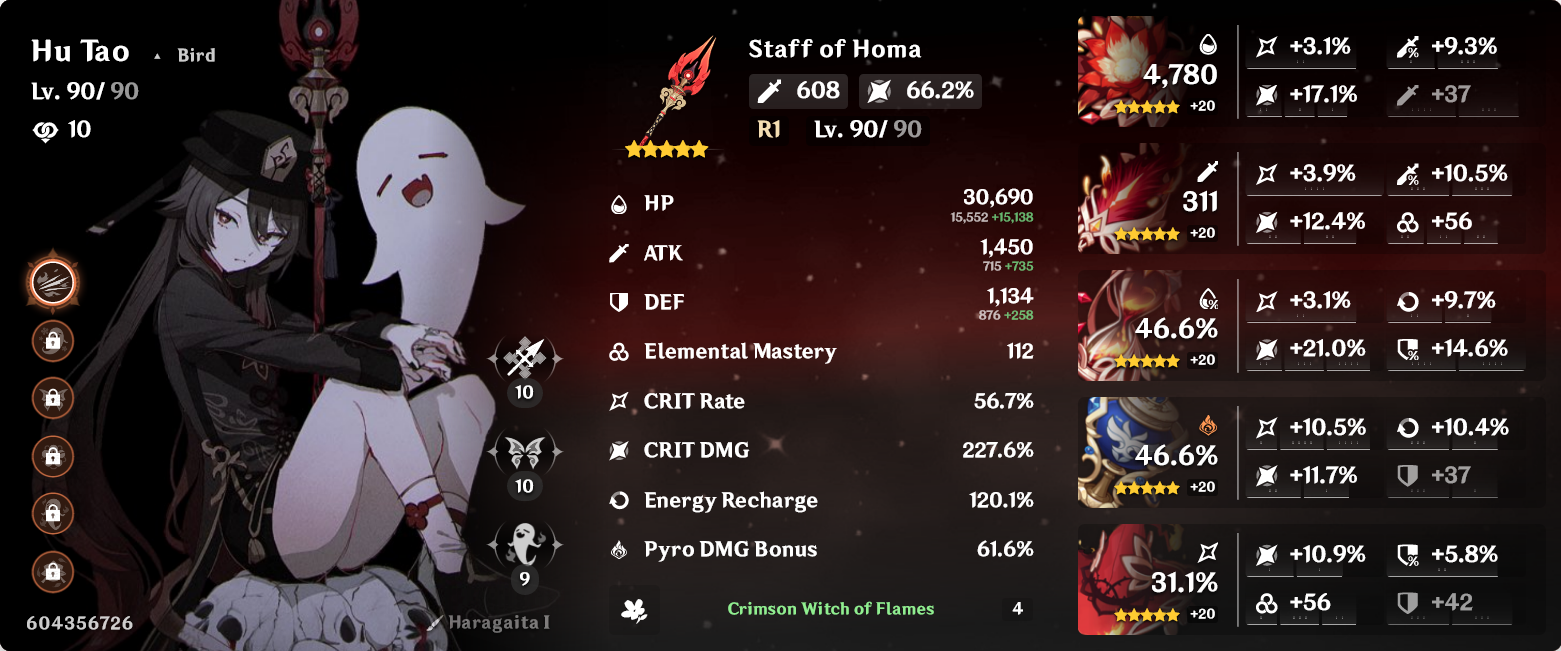 Hu Tao ▲ Bird
Lv. 90/ 90
10
10
10
9
604356726
Haragaita I
Staff of Homa
608 66.2%
R1 Lv. 90/ 90
HP 30,690
15,552 +15,138
ATK 1,450
715 +735
DEF 1,134
876 +258
Elemental Mastery 112
CRIT Rate 56.7%
CRIT DMG 227.6%
Energy Recharge 120.1%
Pyro DMG Bonus 61.6%
Crimson Witch of Flames 4
4,780
+20
+3.1% +9.3%
+17.1% +37
311
+20
+3.9% +10.5%
+12.4% +56
46.6%
+20
+3.1% +9.7%
+21.0% +14.6%
46.6%
+20
+10.5% +10.4%
+11.7% +37
31.1%
+20
+10.9% +5.8%
+56 +42